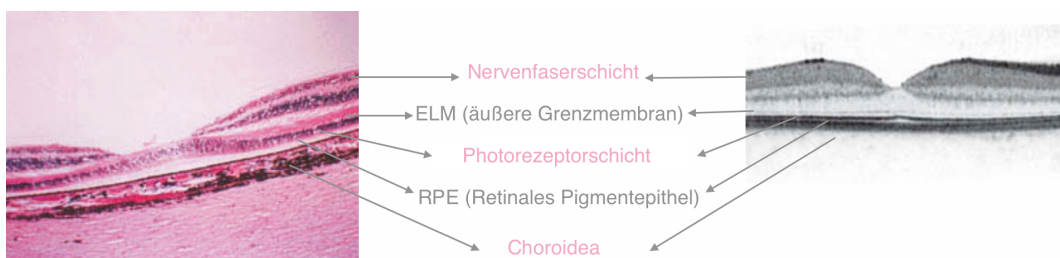 Nervenfaserschicht
ELM (äußere Grenzmembran)
Photorezeptorschicht
RPE (Retinales Pigmentepithel)
Choroidea